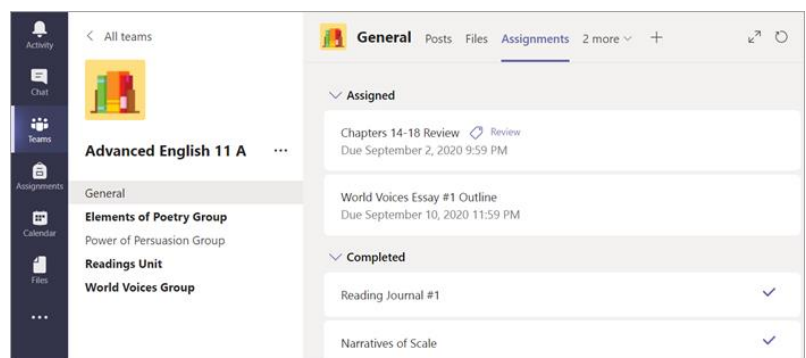 Activity
Chat
Teams
Assignments
Calendar
Files
All teams
Advanced English 11 A
General
Elements of Poetry Group
Power of Persuasion Group
Readings Unit
World Voices Group
General Posts Files Assignments 2 more
Assigned
Chapters 14-18 Review Review
Due September 2, 2020 9:59 PM
World Voices Essay #1 Outline
Due September 10, 2020 11:59 PM
Completed
Reading Journal #1
Narratives of Scale